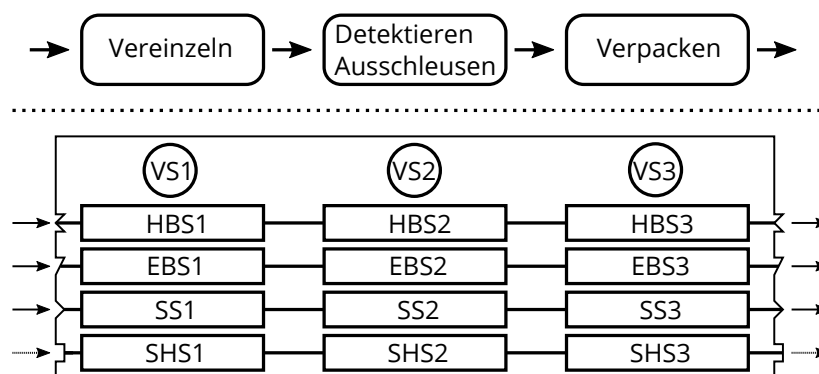 Vereinzeln
Detektieren
Ausschleusen
Verpacken
VS1 VS2 VS3
HBS1 HBS2 HBS3
EBS1 EBS2 EBS3
SS1 SS2 SS3
SHS1 SHS2 SHS3